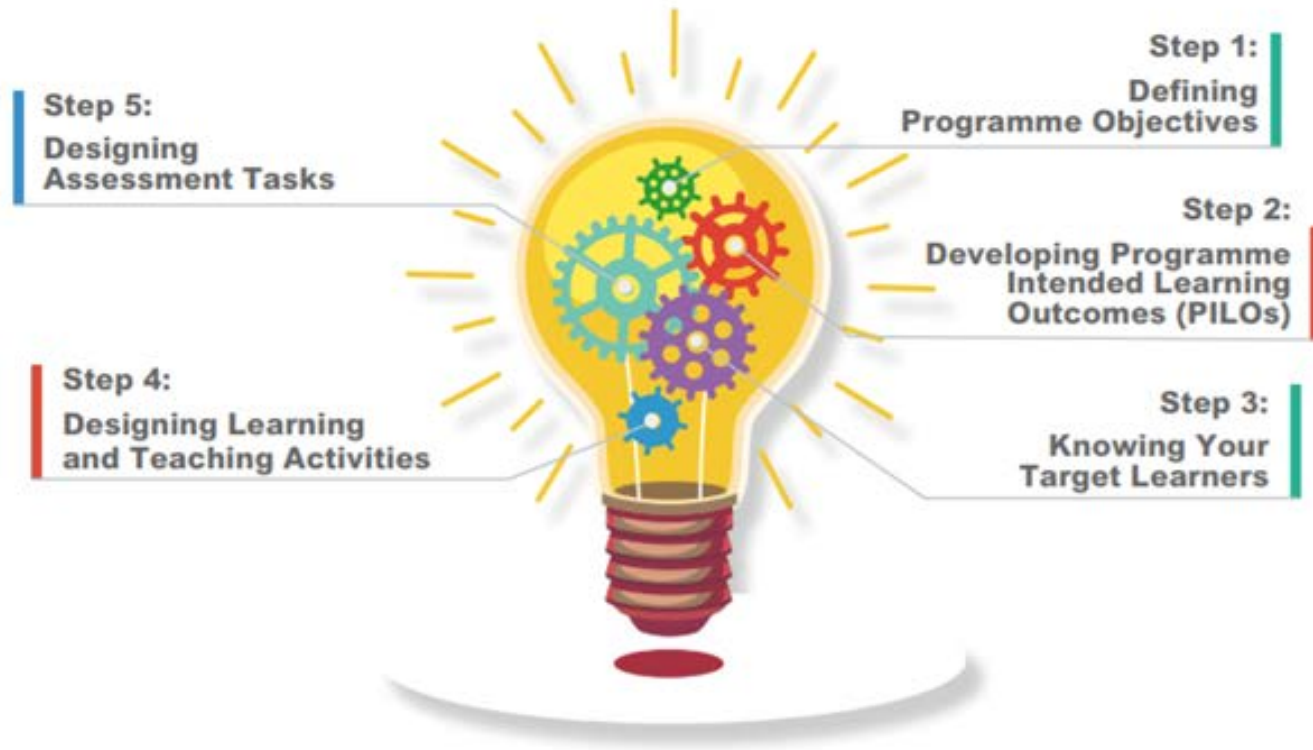 Step 1:
Defining
Programme Objectives
Step 2:
Developing Programme
Intended Learning
Outcomes (PILOs)
Step 3:
Knowing Your
Target Learners
Step 4:
Designing Learning
and Teaching Activities
Step 5:
Designing
Assessment Tasks